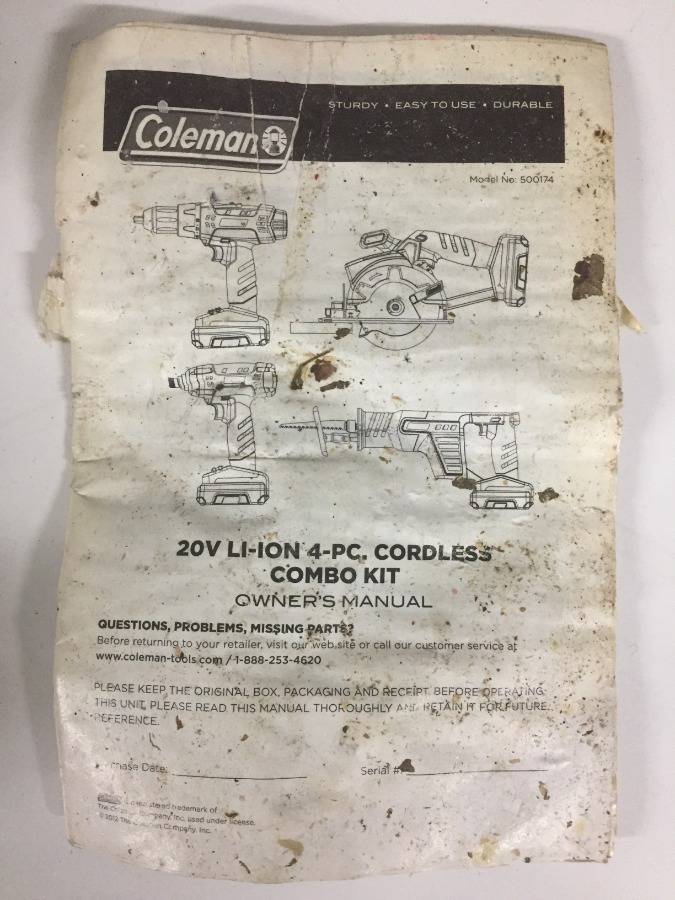 STURDY • EASY TO USE • DURABLE
Coleman
Model No: 500174
20V LI-ION 4-PC. CORDLESS
COMBO KIT
OWNER'S MANUAL
QUESTIONS, PROBLEMS, MISSING PARTS?
Before returning to your retailer, visit our web site or call our customer service at
www.coleman-tools.com / 1-888-253-4620
PLEASE KEEP THE ORIGINAL BOX, PACKAGING AND RECEIPT. BEFORE OPERATING
THIS UNIT, PLEASE READ THIS MANUAL THOROUGHLY AND RETAIN IT FOR FUTURE
REFERENCE.
Date:
Serial #:
trademark of
The Company, Inc. used under license.
©2012 The Company, Inc.